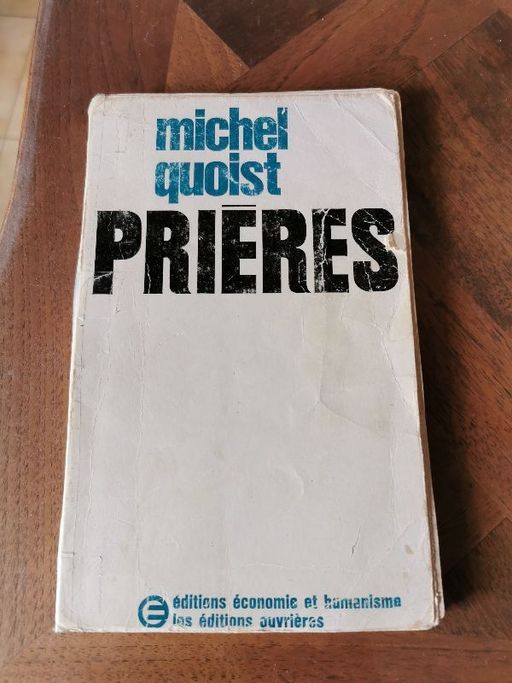 michel
quoist
PRIÈRES
éditions économie et humanisme
les éditions ouvrières